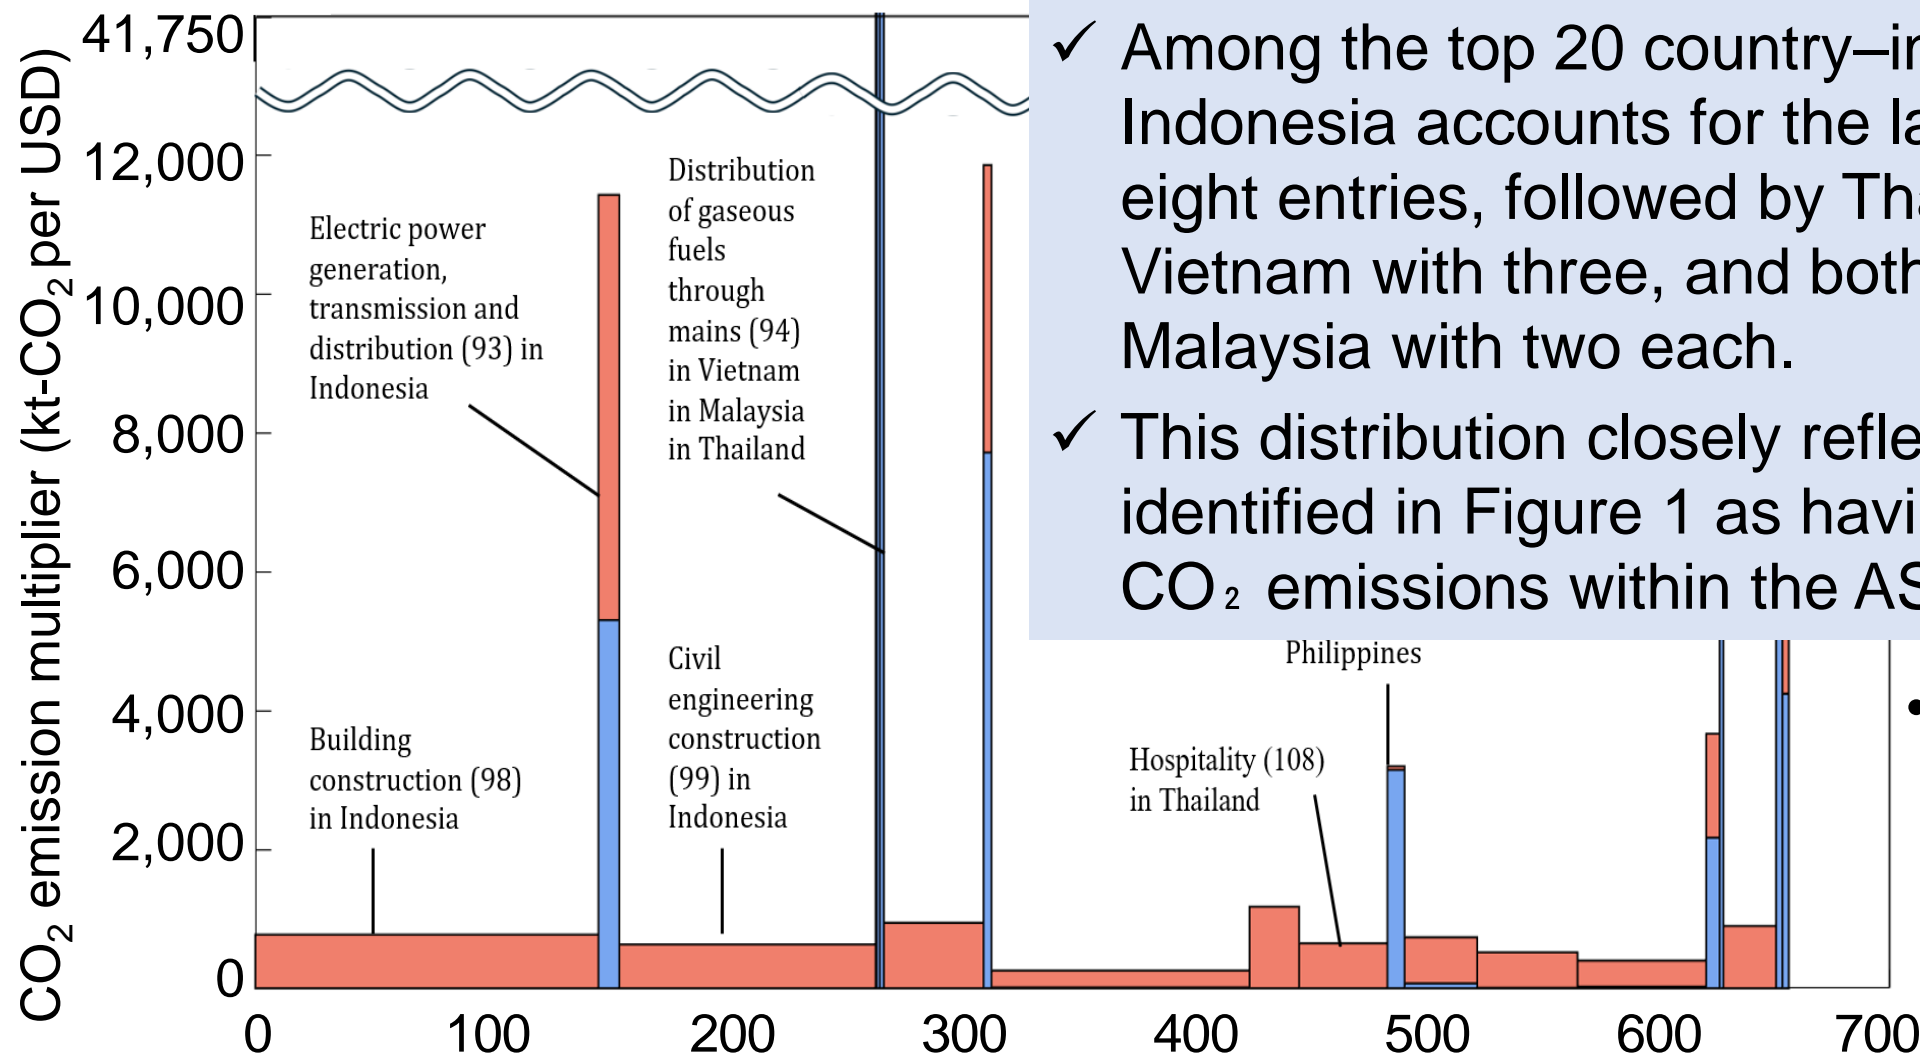 41,750
12,000
10,000
8,000
6,000
4,000
2,000
0
CO₂ emission multiplier (kt-CO₂ per USD)
Electric power
generation,
transmission and
distribution (93) in
Indonesia
Distribution
of gaseous
fuels
through
mains (94)
in Vietnam
in Malaysia
in Thailand
Building
construction (98)
in Indonesia
Civil
engineering
construction
(99) in
Indonesia
✓ Among the top 20 country–in
Indonesia accounts for the la
eight entries, followed by Tha
Vietnam with three, and both
Malaysia with two each.
✓ This distribution closely refle
identified in Figure 1 as havi
CO₂ emissions within the AS
Philippines
Hospitality (108)
in Thailand
•
0 100 200 300 400 500 600 700